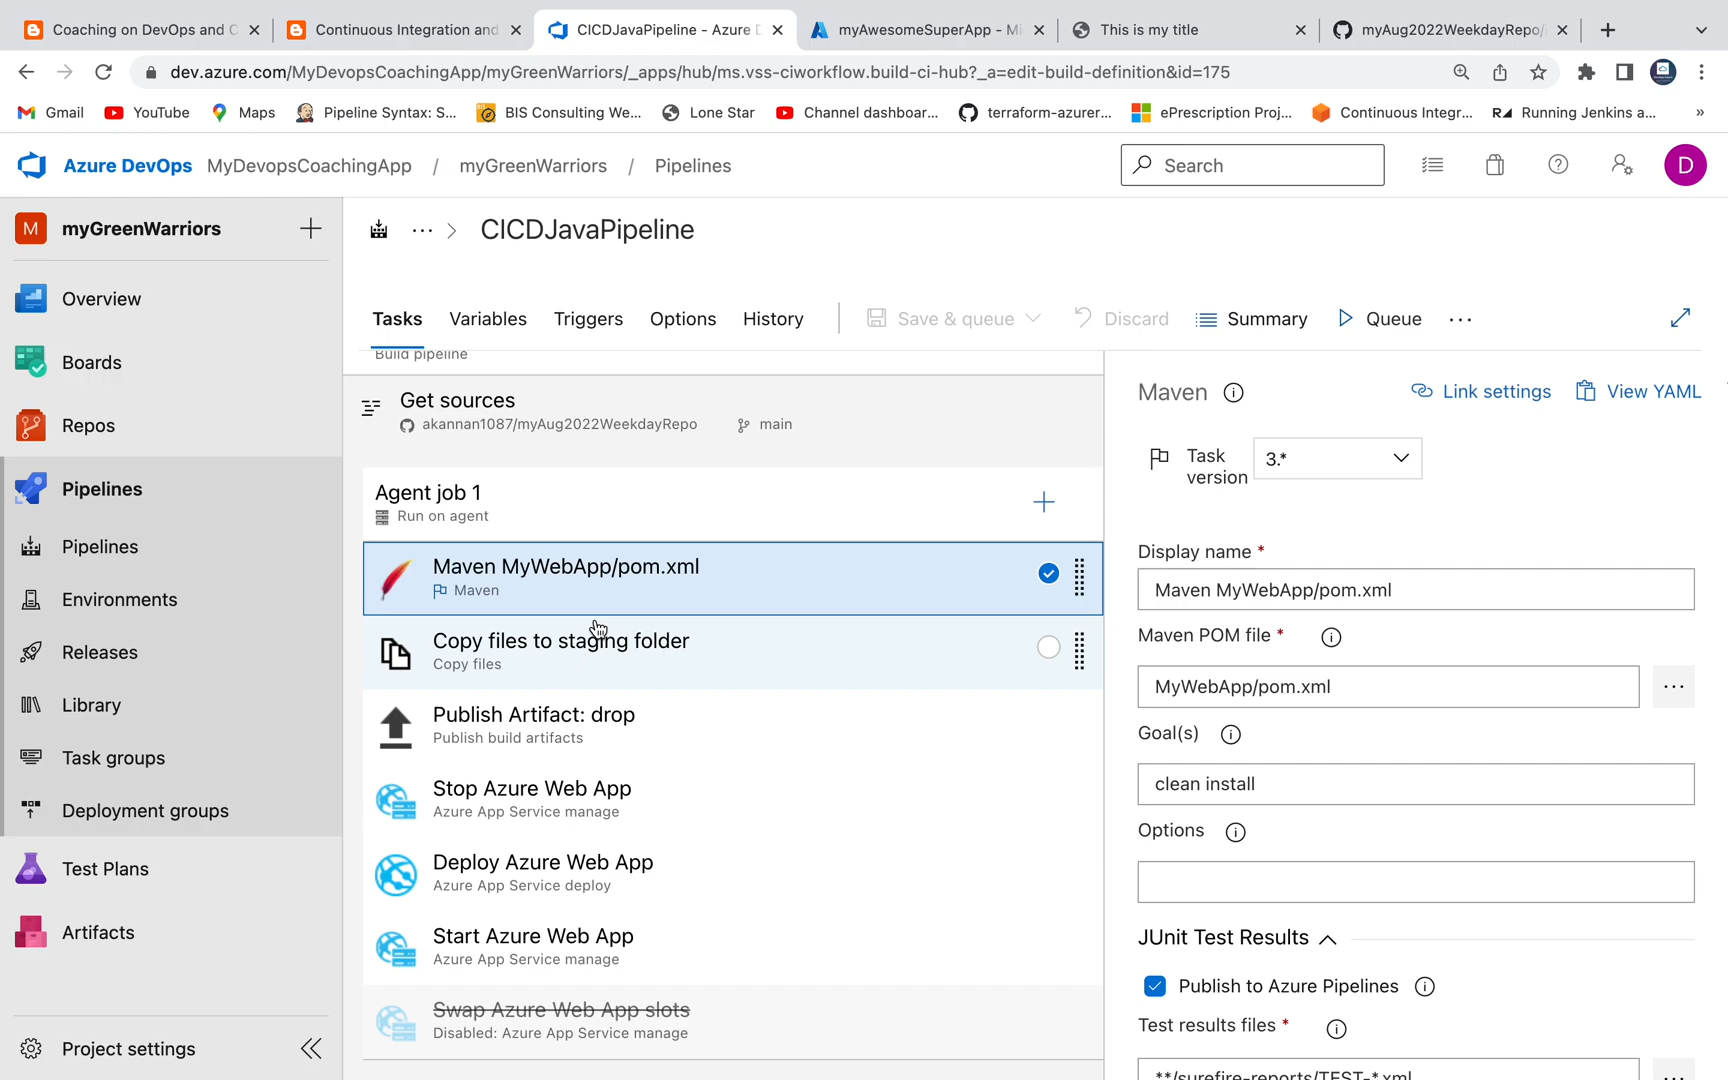 Coaching on DevOps and C
Continuous Integration and
CICDJavaPipeline - Azure D
myAwesomeSuperApp - Mi
This is my title
myAug2022WeekdayRepo/
dev.azure.com/MyDevopsCoachingApp/myGreenWarriors/_apps/hub/ms.vss-ciworkflow.build-ci-hub?_a=edit-build-definition&id=175
Gmail
YouTube
Maps
Pipeline Syntax: S...
BIS Consulting We...
Lone Star
Channel dashboar...
terraform-azurer...
ePrescription Proj...
Continuous Integr...
Running Jenkins a...
»
Azure DevOps MyDevopsCoachingApp / myGreenWarriors / Pipelines
Search
D
M myGreenWarriors
Overview
Boards
Repos
Pipelines
Pipelines
Environments
Releases
Library
Task groups
Deployment groups
Test Plans
Artifacts
Project settings
··· > CICDJavaPipeline
Tasks Variables Triggers Options History
Save & queue
Discard
Summary
Queue
···
Build pipeline
Get sources
akannan1087/myAug2022WeekdayRepo main
Agent job 1
Run on agent
Maven MyWebApp/pom.xml
Maven
Copy files to staging folder
Copy files
Publish Artifact: drop
Publish build artifacts
Stop Azure Web App
Azure App Service manage
Deploy Azure Web App
Azure App Service deploy
Start Azure Web App
Azure App Service manage
Swap Azure Web App slots
Disabled: Azure App Service manage
Maven
Link settings
View YAML
Task version
3.*
Display name *
Maven MyWebApp/pom.xml
Maven POM file *
MyWebApp/pom.xml
···
Goal(s)
clean install
Options
JUnit Test Results
Publish to Azure Pipelines
Test results files *
**/surefire-reports/TEST-*.xml